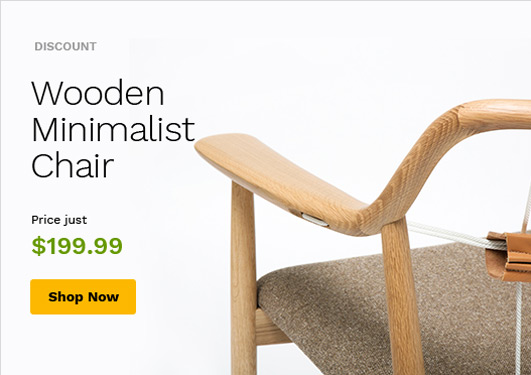 DISCOUNT
Wooden
Minimalist
Chair
Price just
$199.99
Shop Now